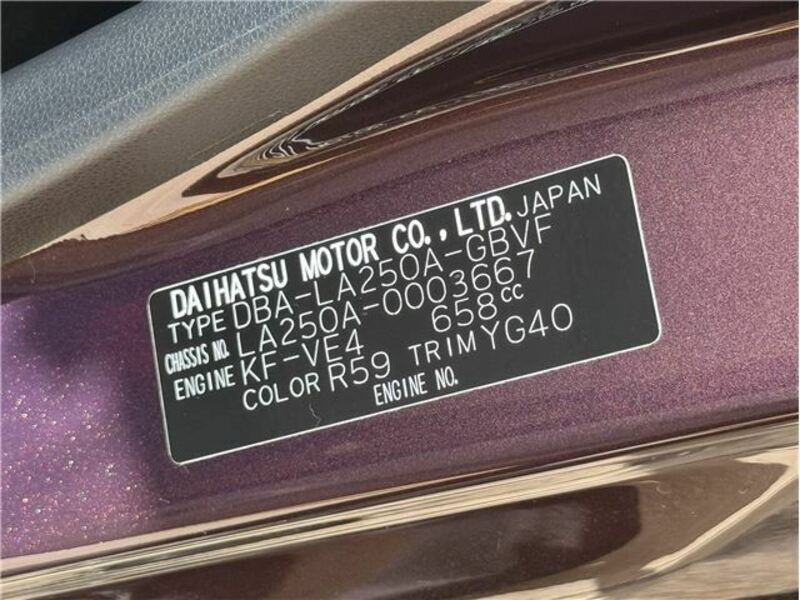 DAIHATSU MOTOR CO., LTD. JAPAN
TYPE DBA-LA250A-GBVF
CHASSIS NO. LA250A-0003667
ENGINE KF-VE4 658cc
COLOR R59 TRIM YG40
ENGINE NO.